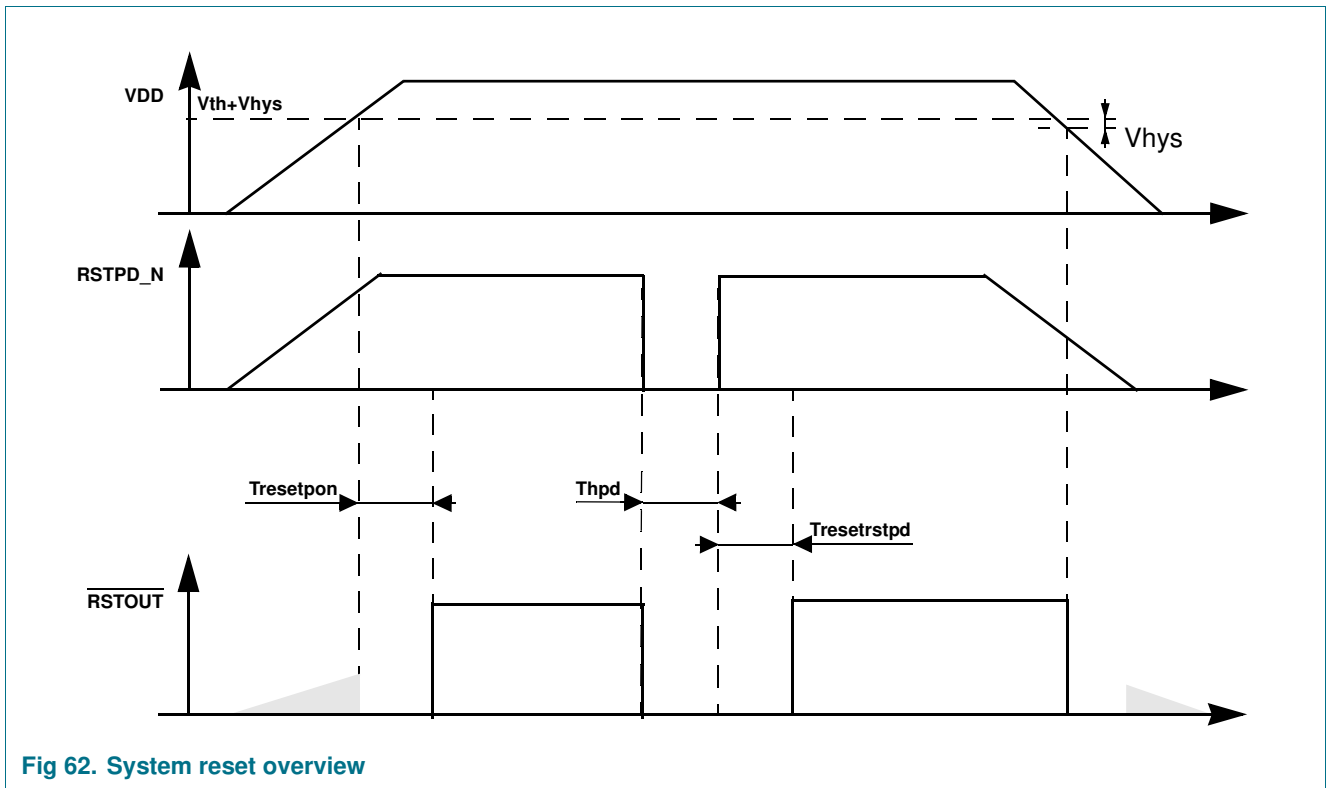 VDD
Vth+Vhys
Vhys
RSTPD_N
Tresetpon
Thpd
Tresetrstpd
RSTOUT
Fig 62. System reset overview